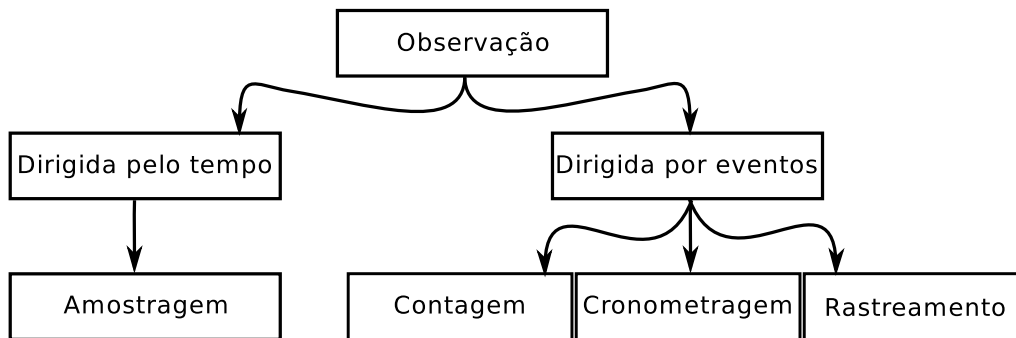 Observação
Dirigida pelo tempo
Dirigida por eventos
Amostragem
Contagem
Cronometragem
Rastreamento